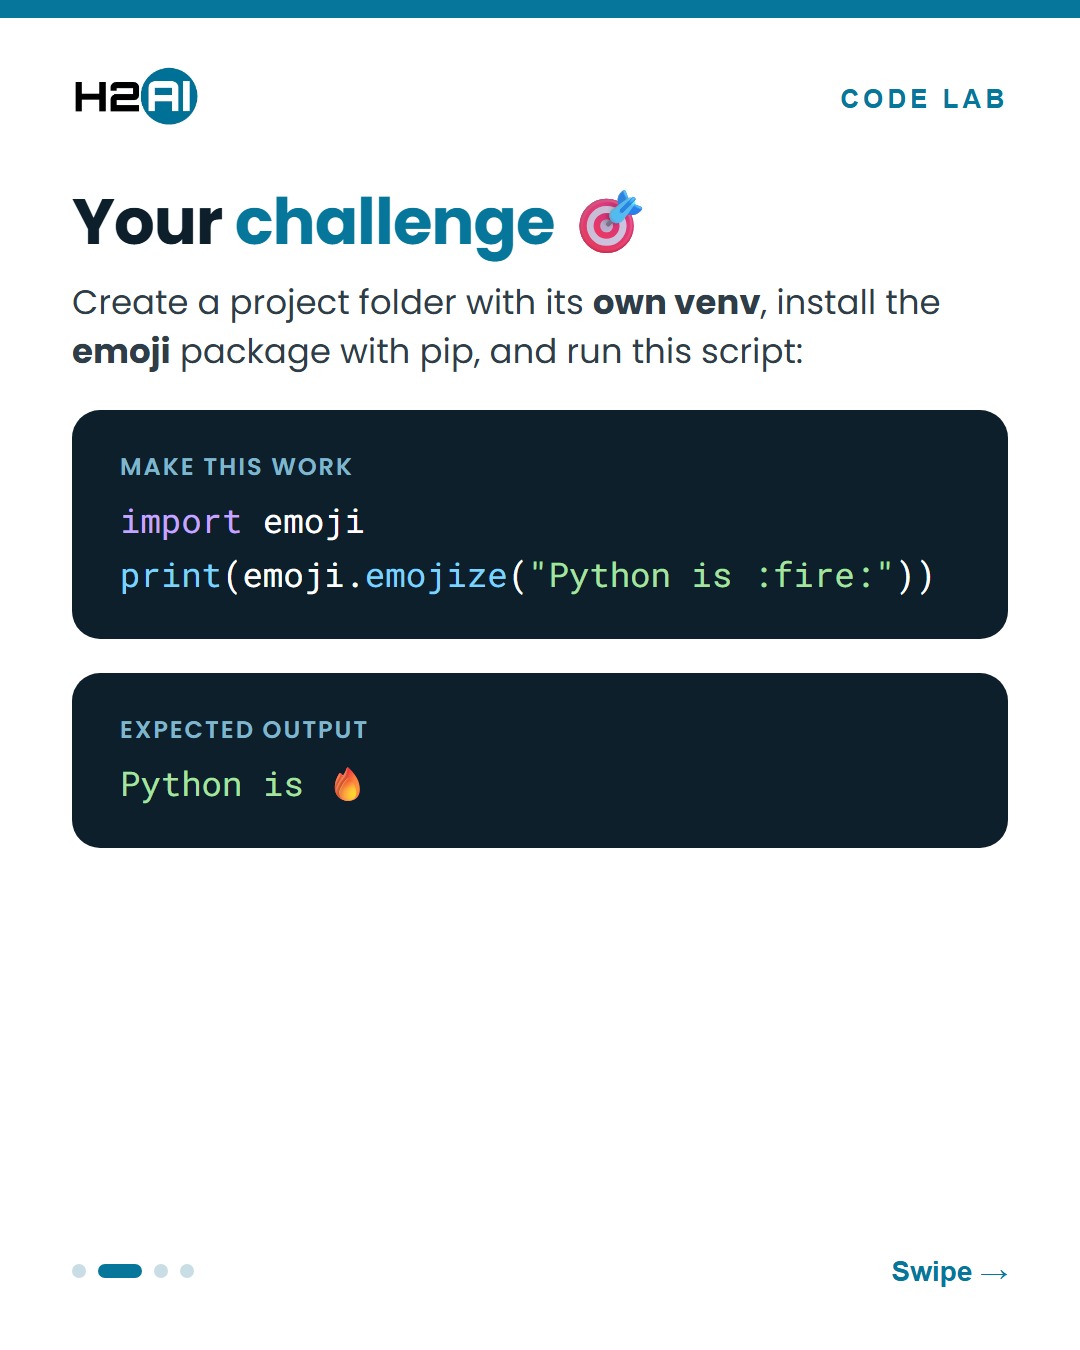 H2AI
CODE LAB
Your challenge 🎯
Create a project folder with its own venv, install the
emoji package with pip, and run this script:
MAKE THIS WORK
import emoji
print(emoji.emojize("Python is :fire:"))
EXPECTED OUTPUT
Python is 🔥
Swipe →